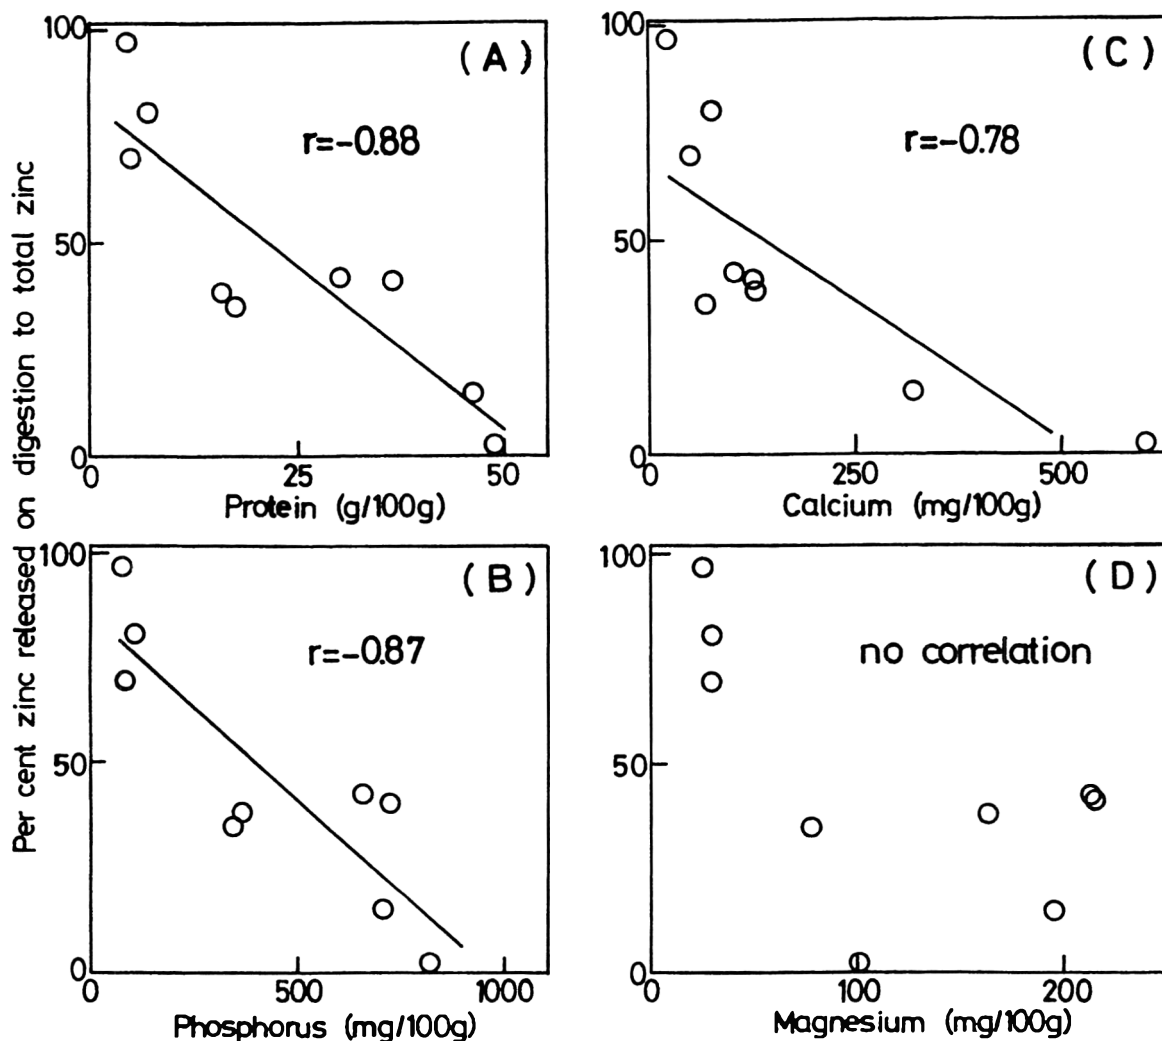 Per cent zinc released on digestion to total zinc
100
50
0
(A)
r=-0.88
0 25 50
Protein (g/100g)
100
50
0
(C)
r=-0.78
0 250 500
Calcium (mg/100g)
100
50
0
(B)
r=-0.87
0 500 1000
Phosphorus (mg/100g)
100
50
0
(D)
no correlation
0 100 200
Magnesium (mg/100g)